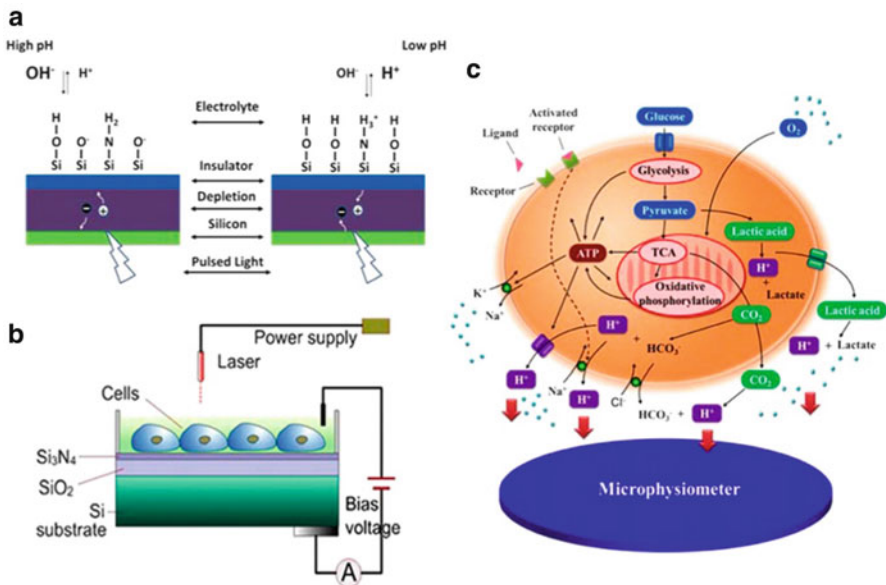 a
High pH
Low pH
OH⁻ H⁺
OH⁻ H⁺
Electrolyte
H H₂
O O⁻ N O⁻
Si Si Si Si
H H H₃⁺ H
O O N O
Si Si Si Si
Insulator
Depletion
Silicon
Pulsed Light
b
Power supply
Laser
Cells
Si₃N₄
SiO₂
Si
substrate
Bias
voltage
A
c
Activated
receptor
Ligand
Receptor
Glucose
O₂
Glycolysis
Pyruvate
Lactic acid
H⁺
+
Lactate
ATP
TCA
Oxidative
phosphorylation
CO₂
K⁺
Na⁺
H⁺
+ HCO₃⁻
Lactic acid
H⁺ + Lactate
H⁺
Na⁺
H⁺
Cl⁻
HCO₃⁻ + H⁺
CO₂
Microphysiometer